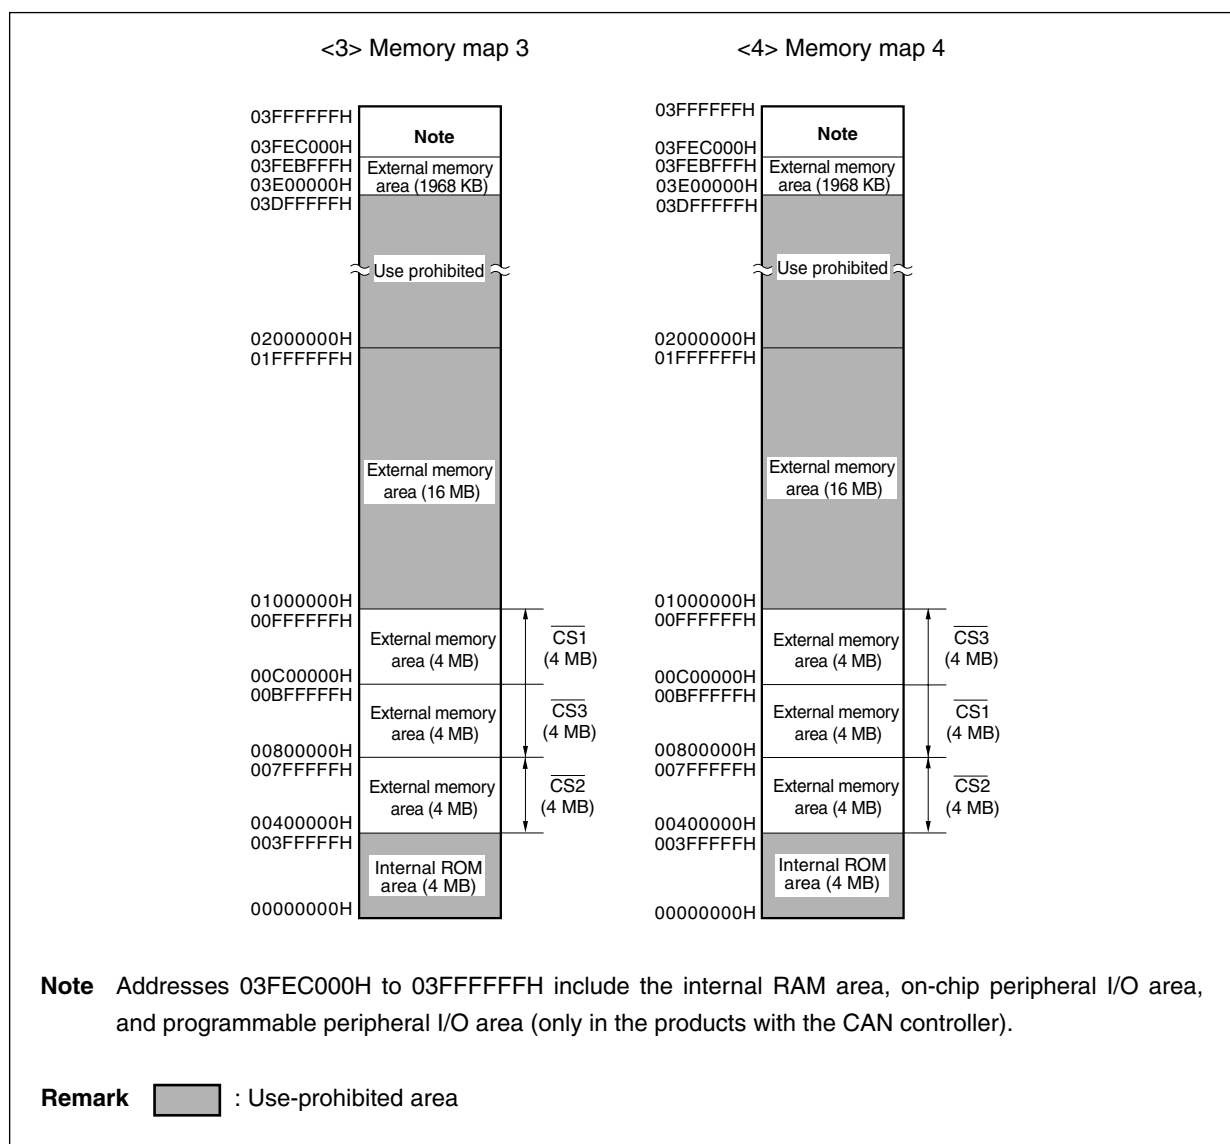 <3> Memory map 3
03FFFFFFH
Note
03FEC000H
03FEBFFFH
External memory
03E00000H
area (1968 KB)
03DFFFFFH
Use prohibited
02000000H
01FFFFFFH
External memory
area (16 MB)
01000000H
00FFFFFFH
External memory
area (4 MB)
CS1
(4 MB)
00C00000H
00BFFFFFH
External memory
area (4 MB)
CS3
(4 MB)
00800000H
007FFFFFH
External memory
area (4 MB)
CS2
(4 MB)
00400000H
003FFFFFH
Internal ROM
area (4 MB)
00000000H
<4> Memory map 4
03FFFFFFH
Note
03FEC000H
03FEBFFFH
External memory
03E00000H
area (1968 KB)
03DFFFFFH
Use prohibited
02000000H
01FFFFFFH
External memory
area (16 MB)
01000000H
00FFFFFFH
External memory
area (4 MB)
CS3
(4 MB)
00C00000H
00BFFFFFH
External memory
area (4 MB)
CS1
(4 MB)
00800000H
007FFFFFH
External memory
area (4 MB)
CS2
(4 MB)
00400000H
003FFFFFH
Internal ROM
area (4 MB)
00000000H
Note Addresses 03FEC000H to 03FFFFFFH include the internal RAM area, on-chip peripheral I/O area,
and programmable peripheral I/O area (only in the products with the CAN controller).
Remark : Use-prohibited area